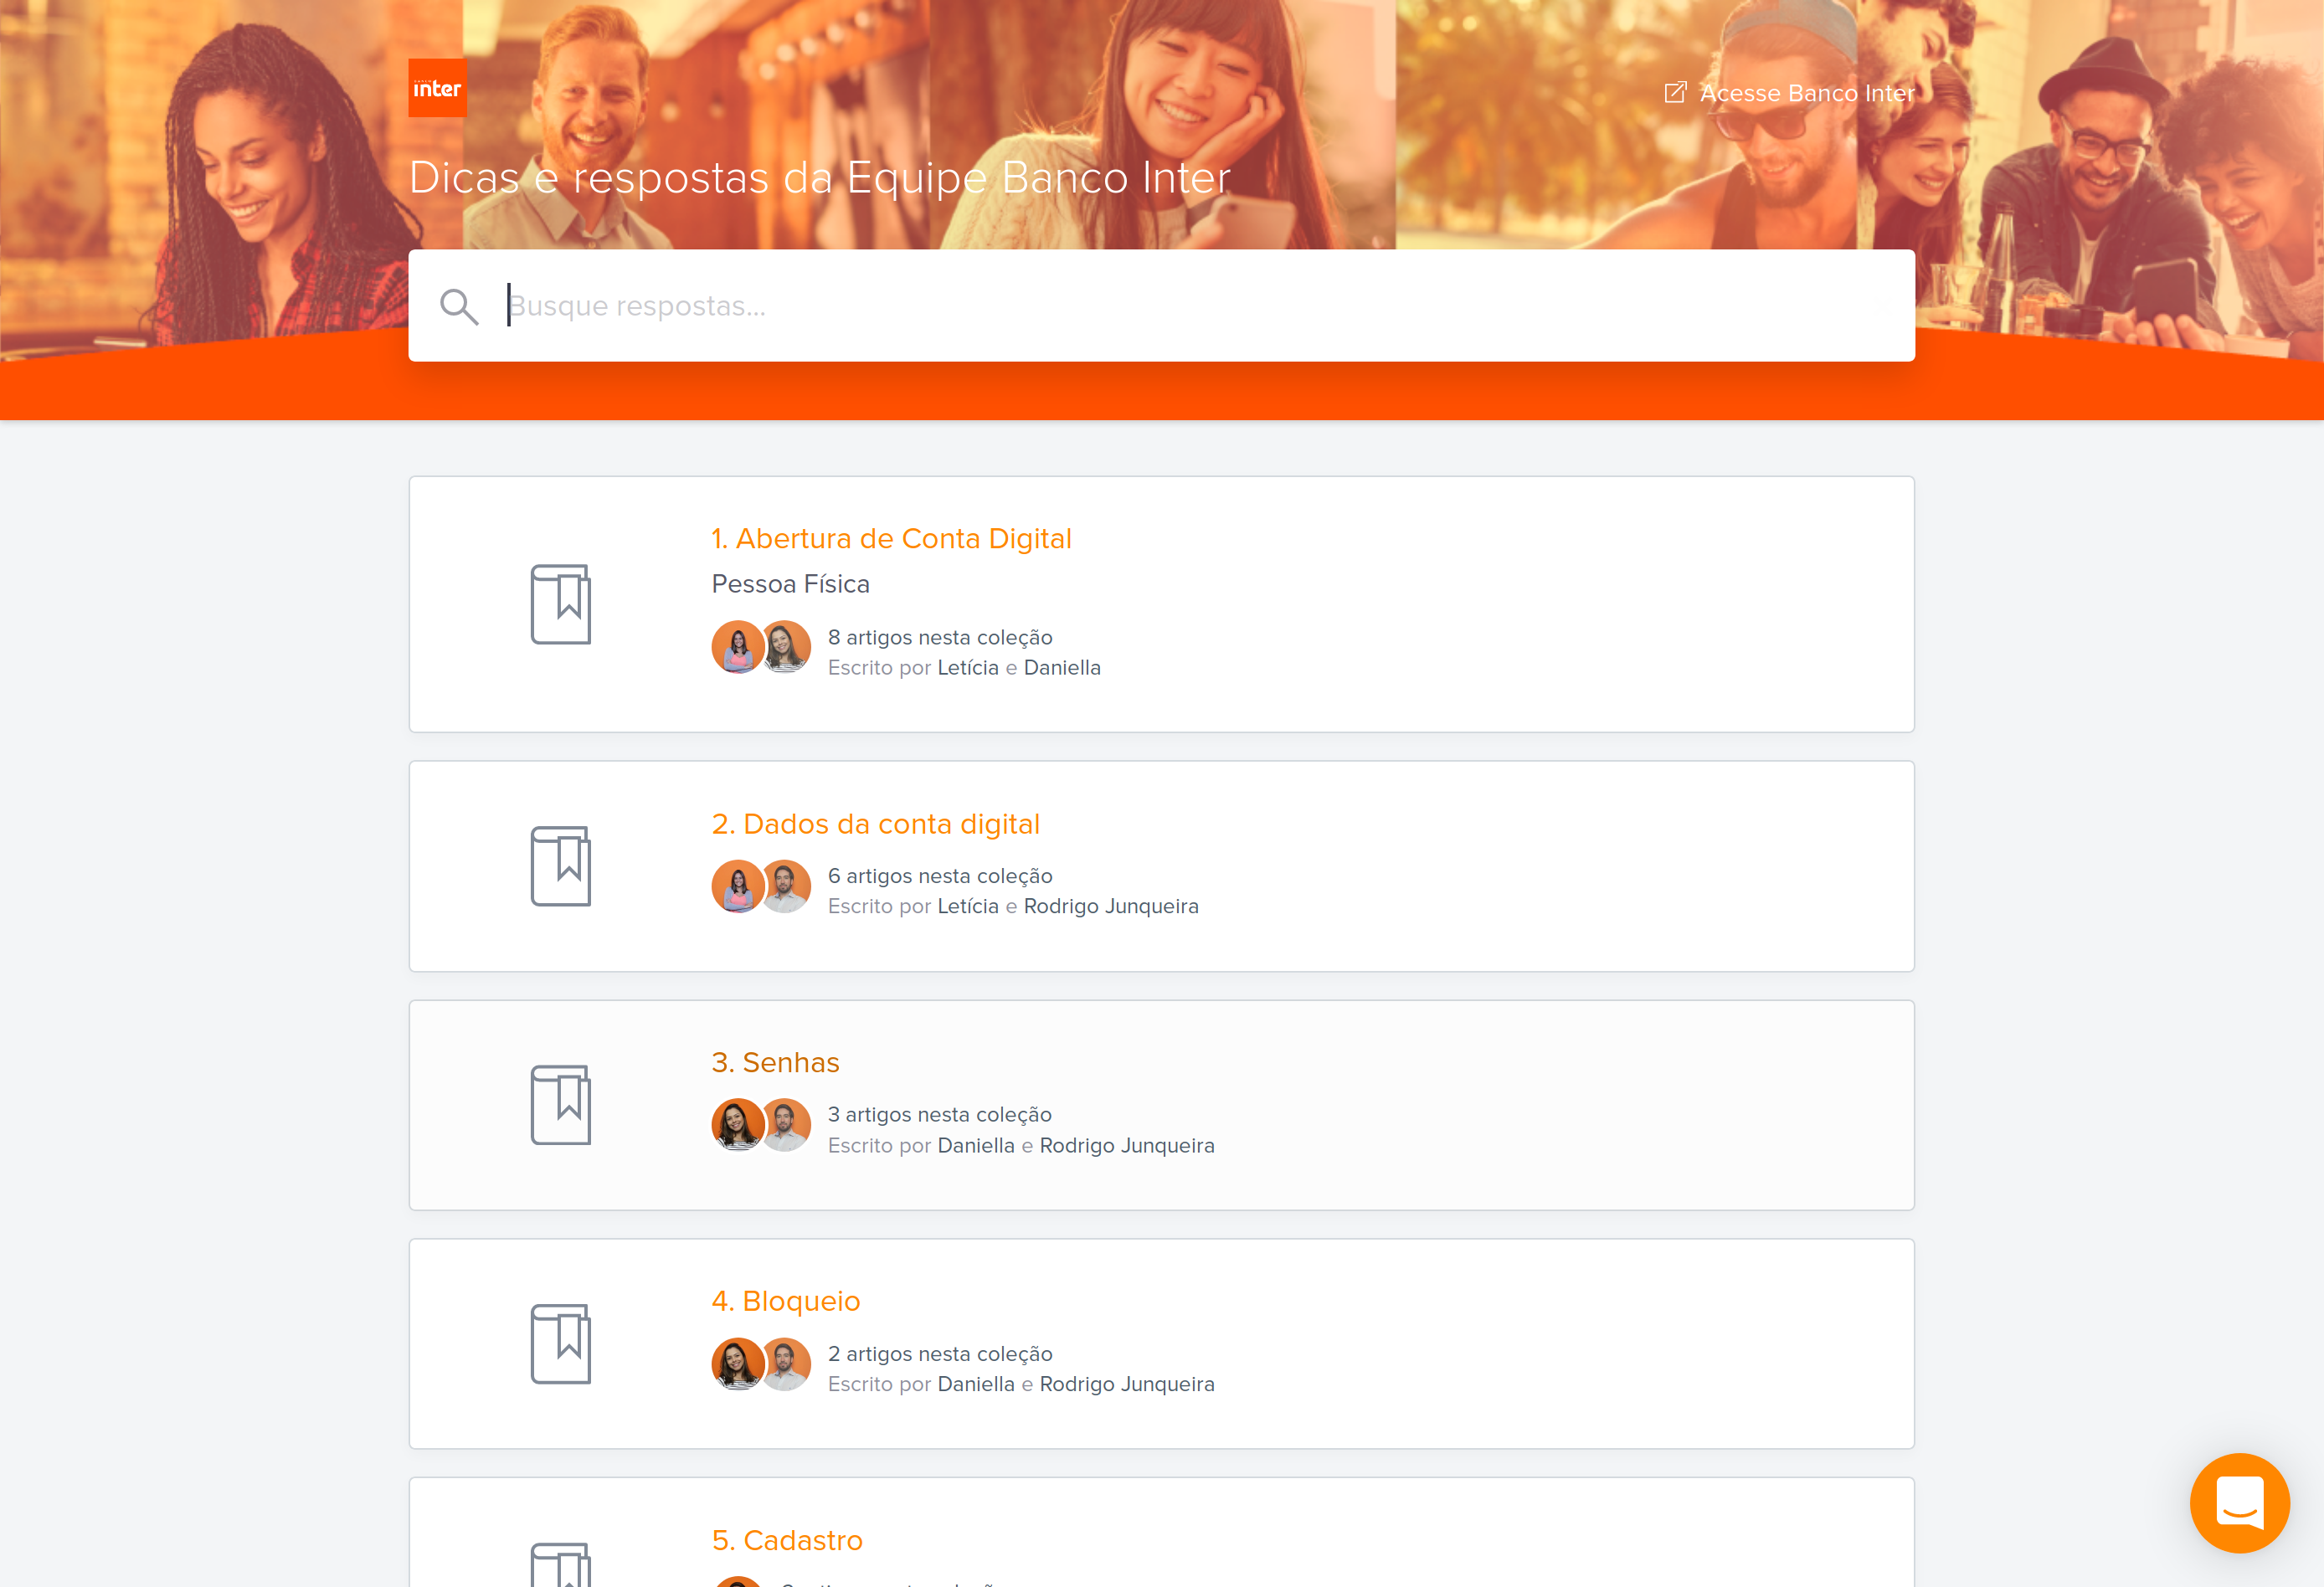 inter
Acesse Banco Inter
Dicas e respostas da Equipe Banco Inter
Busque respostas...
1. Abertura de Conta Digital
Pessoa Física
8 artigos nesta coleção
Escrito por Letícia e Daniella
2. Dados da conta digital
6 artigos nesta coleção
Escrito por Letícia e Rodrigo Junqueira
3. Senhas
3 artigos nesta coleção
Escrito por Daniella e Rodrigo Junqueira
4. Bloqueio
2 artigos nesta coleção
Escrito por Daniella e Rodrigo Junqueira
5. Cadastro